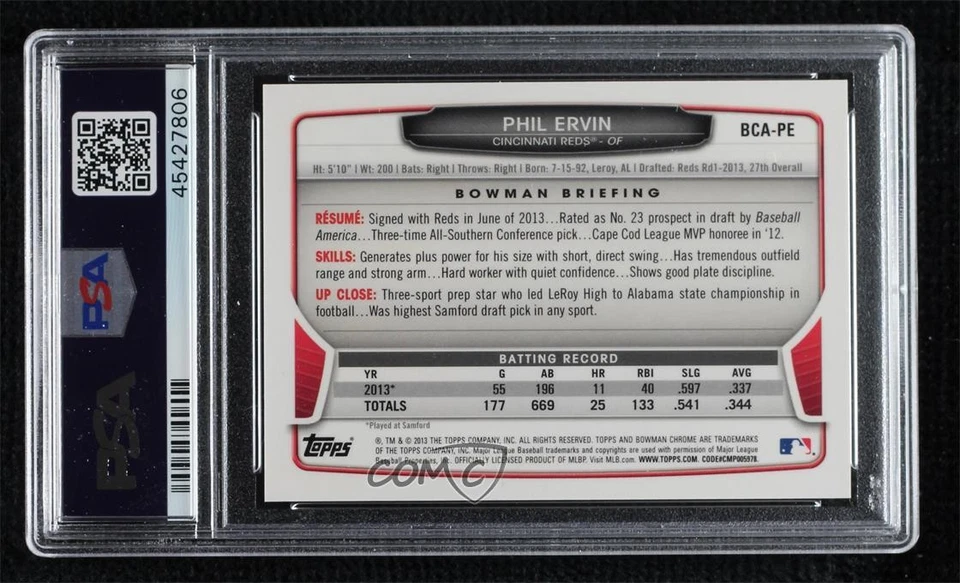 45427806
PSA
PSA
PHIL ERVIN
CINCINNATI REDS® - OF
BCA-PE
Ht: 5'10" | Wt: 200 | Bats: Right | Throws: Right | Born: 7-15-92, Leroy, AL | Drafted: Reds Rd1-2013, 27th Overall
BOWMAN BRIEFING
RÉSUMÉ: Signed with Reds in June of 2013...Rated as No. 23 prospect in draft by Baseball
America...Three-time All-Southern Conference pick...Cape Cod League MVP honoree in '12.
SKILLS: Generates plus power for his size with short, direct swing...Has tremendous outfield
range and strong arm...Hard worker with quiet confidence...Shows good plate discipline.
UP CLOSE: Three-sport prep star who led LeRoy High to Alabama state championship in
football...Was highest Samford draft pick in any sport.
BATTING RECORD
YR G AB HR RBI SLG AVG
2013* 55 196 11 40 .597 .337
TOTALS 177 669 25 133 .541 .344
*Played at Samford
Topps
®, TM & © 2013 THE TOPPS COMPANY, INC. ALL RIGHTS RESERVED. TOPPS AND BOWMAN CHROME ARE TRADEMARKS
OF THE TOPPS COMPANY, INC. Major League Baseball trademarks and copyrights are used with permission of Major League
Baseball Properties, Inc. OFFICIALLY LICENSED PRODUCT OF MLBP. Visit MLB.com. WWW.TOPPS.COM. CODE#CMP005978.
COMC